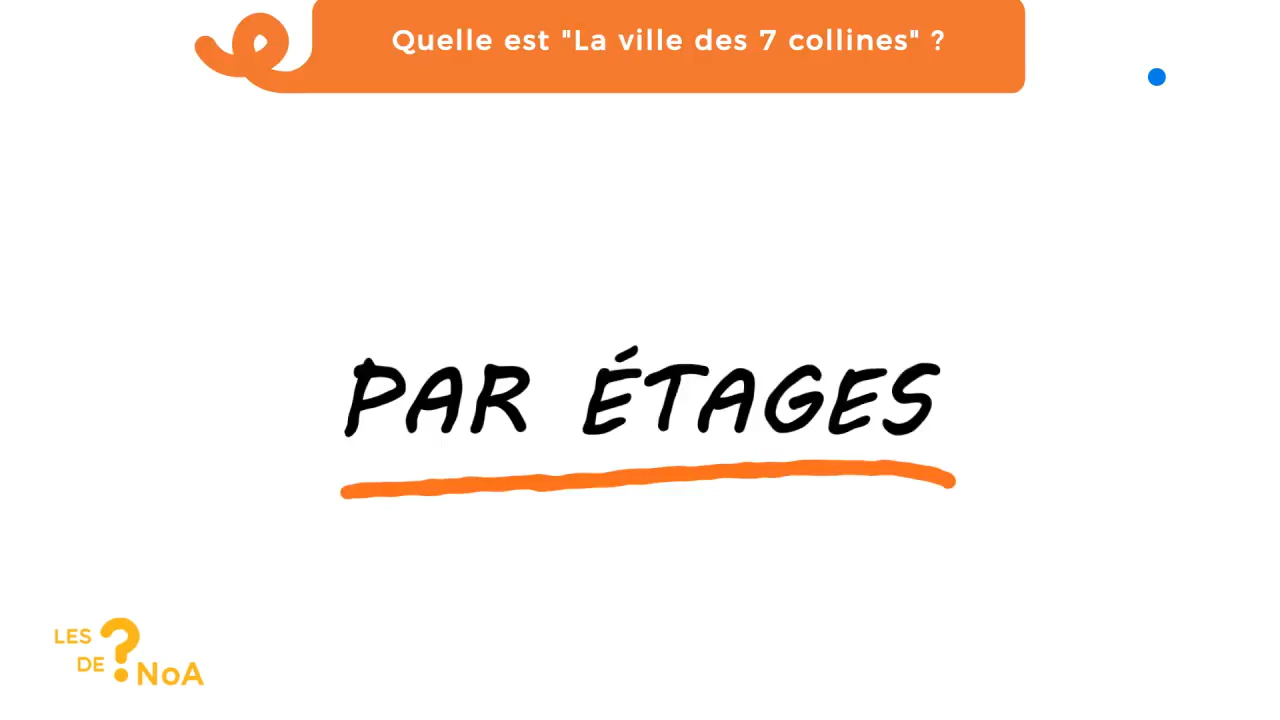 Quelle est "La ville des 7 collines" ?
PAR ÉTAGES
LES
DE ?
NoA